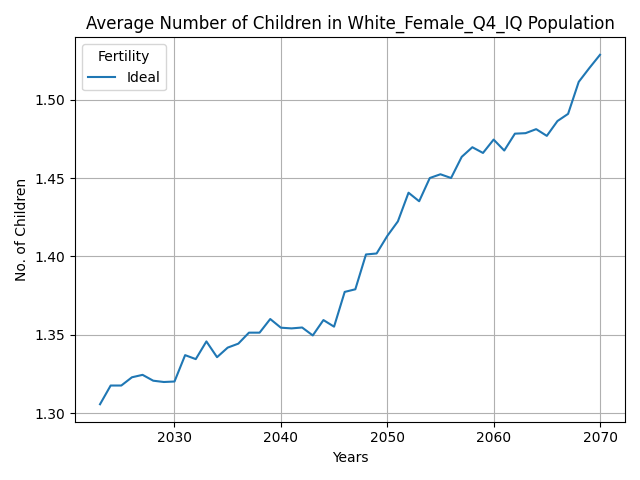 Average Number of Children in White_Female_Q4_IQ Population
Fertility
Ideal
No. of Children
1.50
1.45
1.40
1.35
1.30
2030 2040 2050 2060 2070
Years